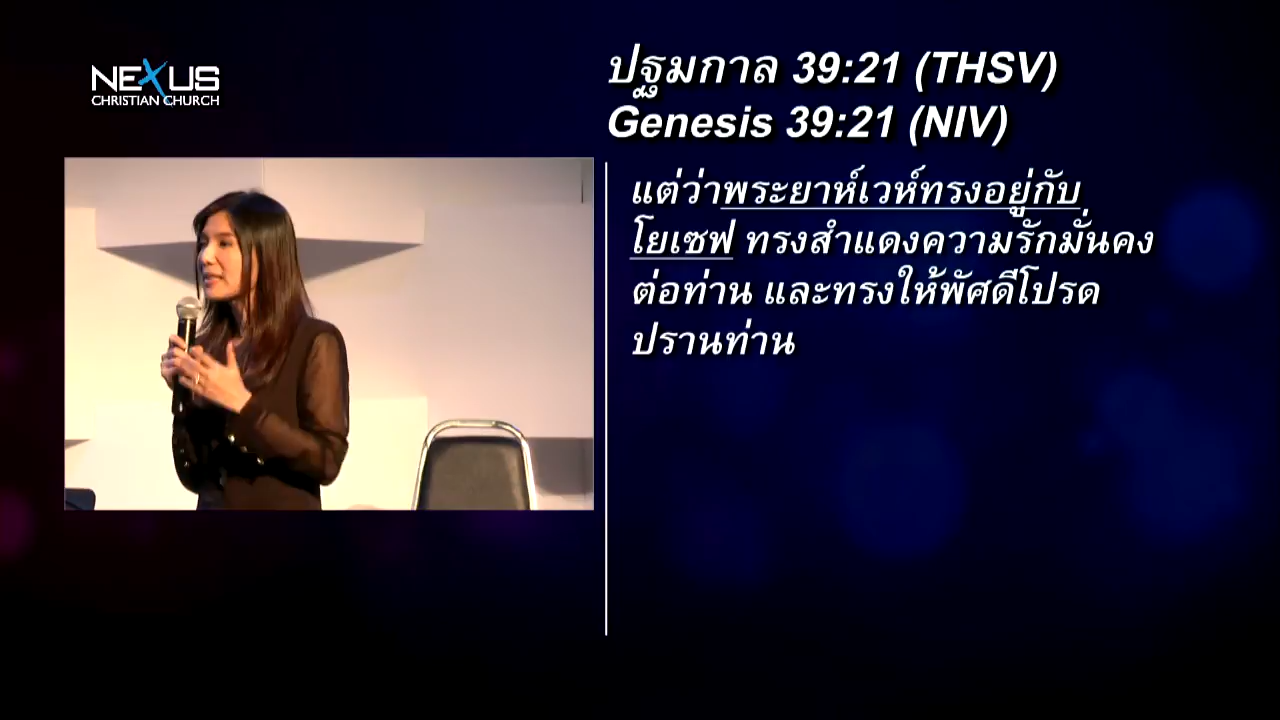 NEXUS
CHRISTIAN CHURCH
ปฐมกาล 39:21 (THSV)
Genesis 39:21 (NIV)
แต่ว่าพระยาห์เวห์ทรงอยู่กับ
โยเซฟ ทรงสำแดงความรักมั่นคง
ต่อท่าน และทรงให้พัศดีโปรด
ปรานท่าน